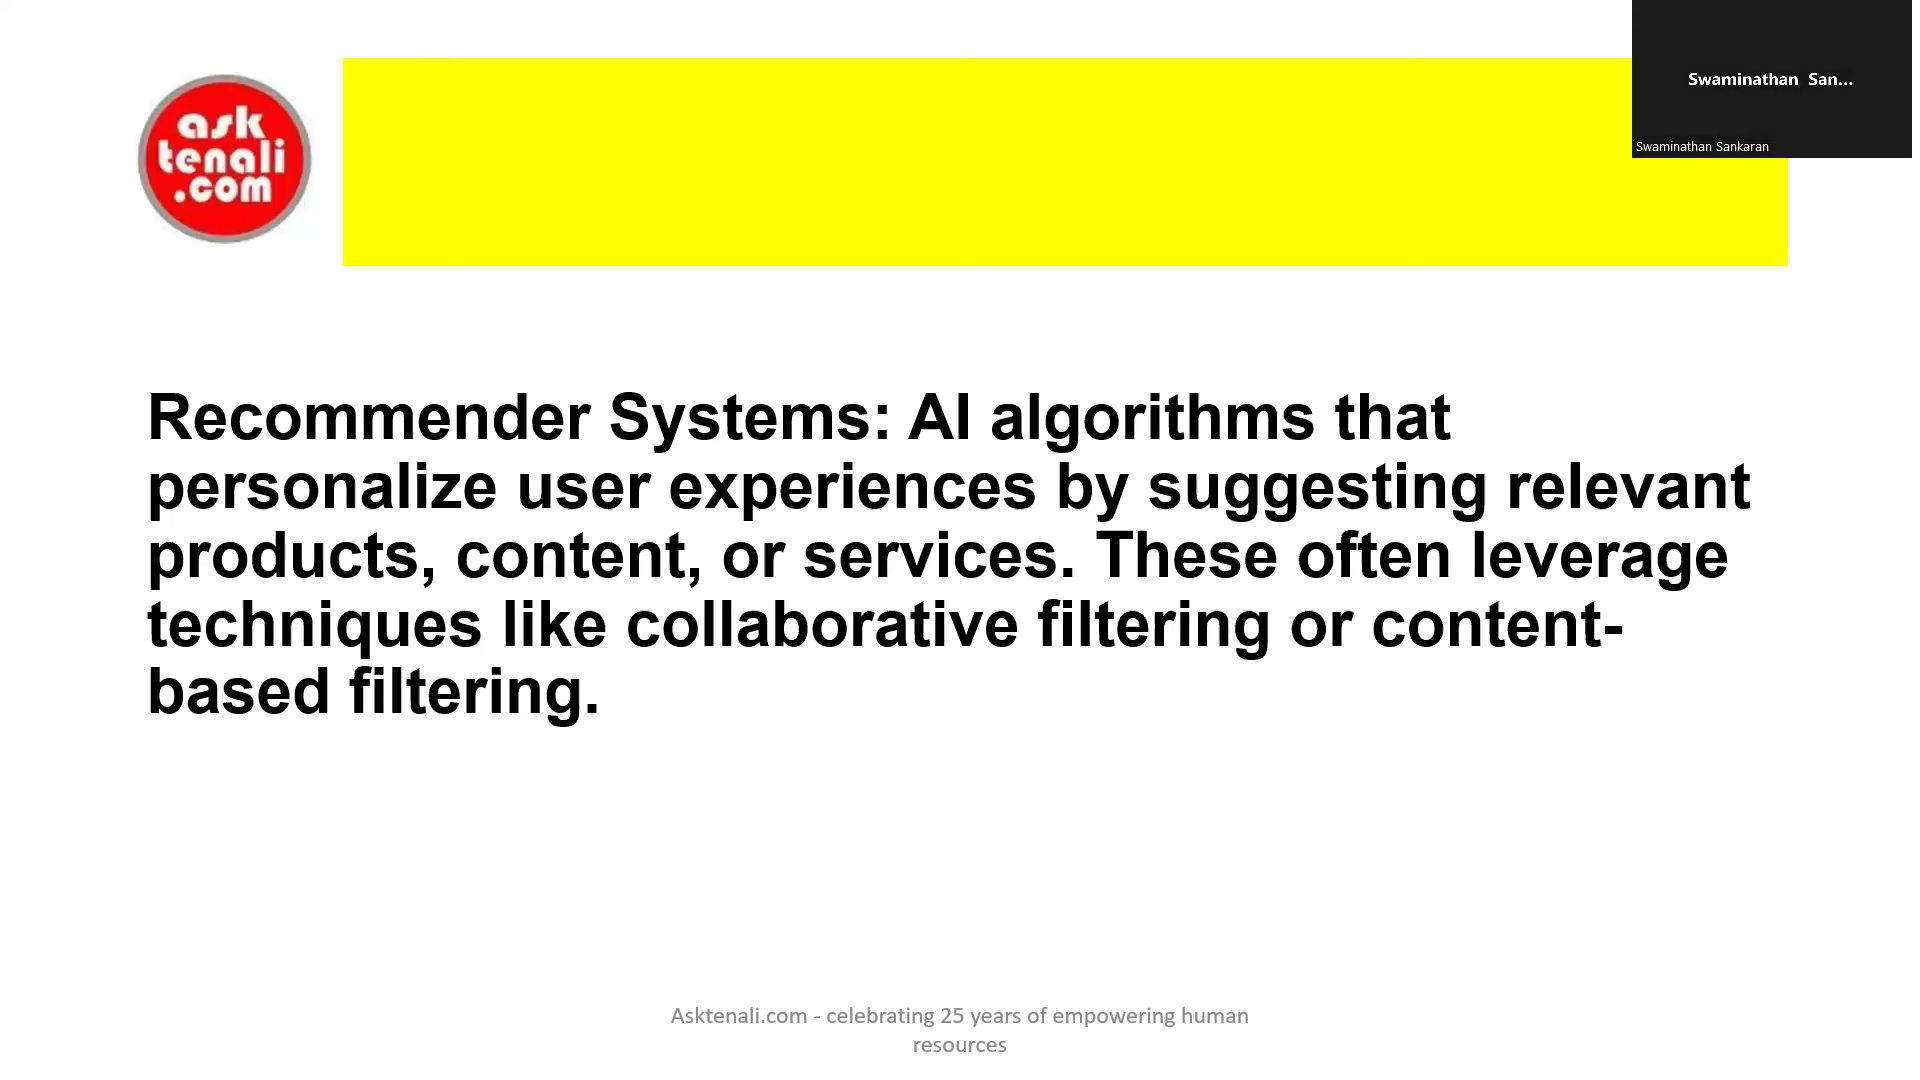 ask
tenali
.com
Swaminathan San...
Swaminathan Sankaran
Recommender Systems: AI algorithms that
personalize user experiences by suggesting relevant
products, content, or services. These often leverage
techniques like collaborative filtering or content-
based filtering.
Asktenali.com - celebrating 25 years of empowering human
resources